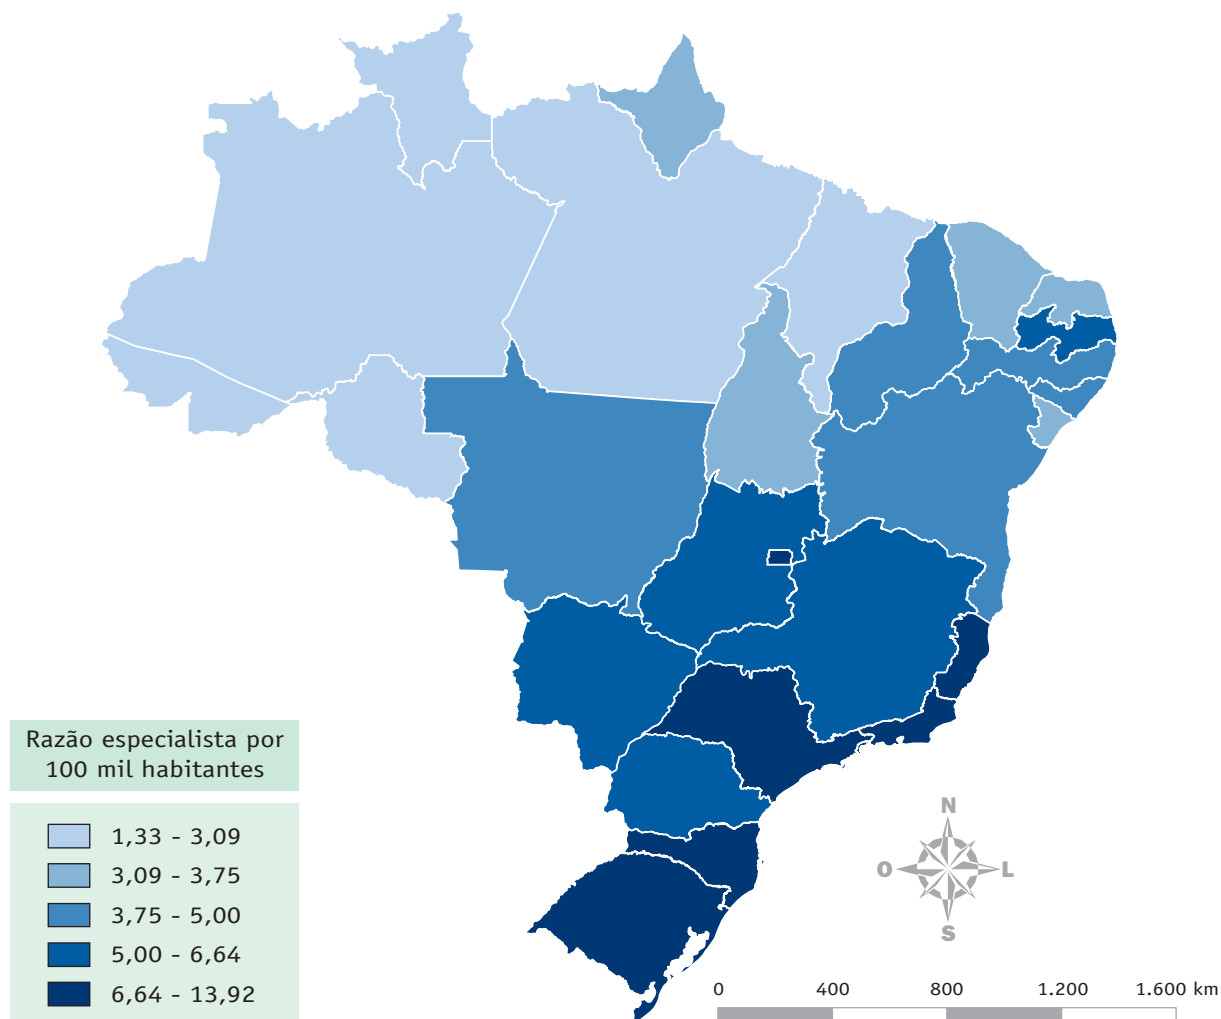 Razão especialista por
100 mil habitantes
1,33 - 3,09
3,09 - 3,75
3,75 - 5,00
5,00 - 6,64
6,64 - 13,92
N
O
L
S
0 400 800 1.200 1.600 km